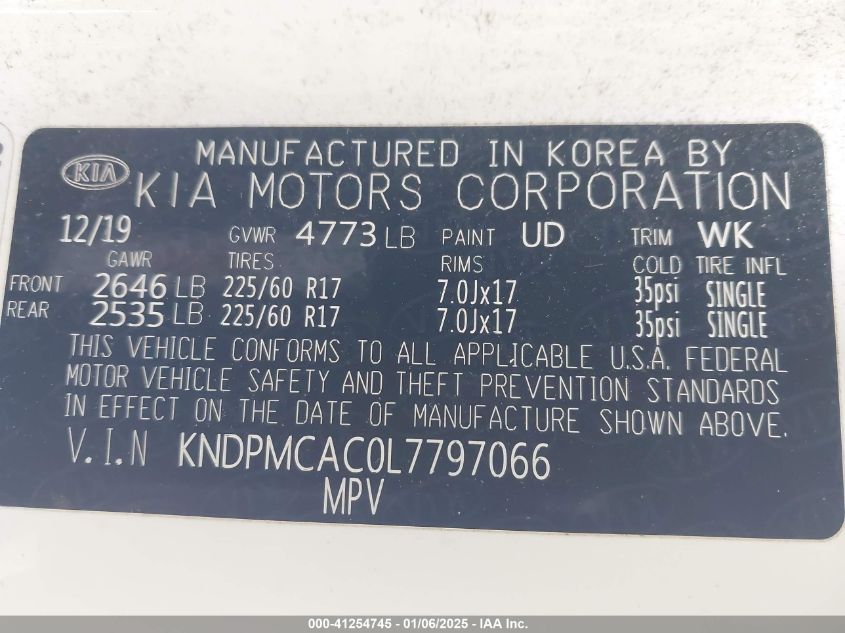 MANUFACTURED IN KOREA BY
KIA KIA MOTORS CORPORATION
12/19 GVWR 4773 LB PAINT UD TRIM WK
GAWR TIRES RIMS COLD TIRE INFL
FRONT 2646 LB 225/60 R17 7.0Jx17 35psi SINGLE
REAR 2535 LB 225/60 R17 7.0Jx17 35psi SINGLE
THIS VEHICLE CONFORMS TO ALL APPLICABLE U.S.A. FEDERAL
MOTOR VEHICLE SAFETY AND THEFT PREVENTION STANDARDS
IN EFFECT ON THE DATE OF MANUFACTURE SHOWN ABOVE.
V.I.N KNDPMCAC0L7797066
MPV
000-41254745 - 01/06/2025 - IAA Inc.